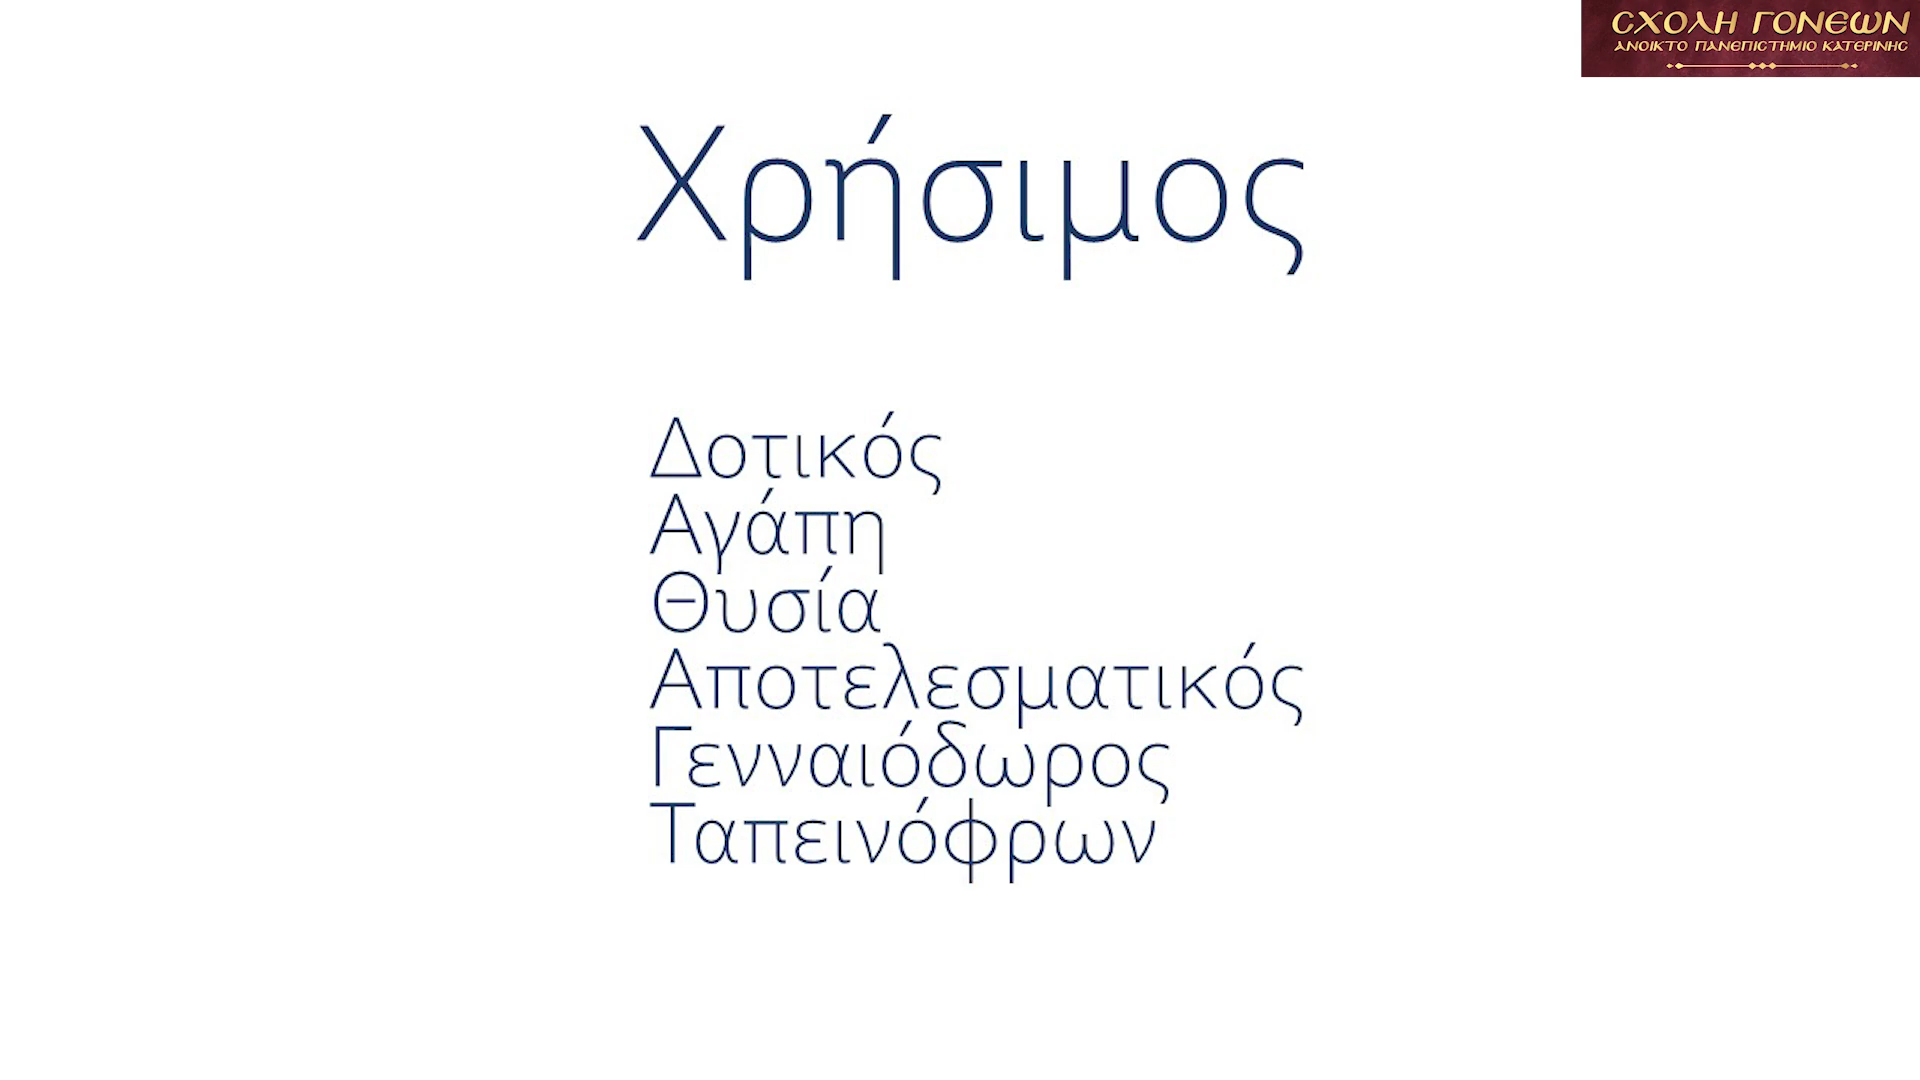 ΣΧΟΛΗ ΓΟΝΕΩΝ
ΑΝΟΙΚΤΟ ΠΑΝΕΠΙΣΤΗΜΙΟ ΚΑΤΕΡΙΝΗΣ
Χρήσιμος
Δοτικός
Αγάπη
Θυσία
Αποτελεσματικός
Γενναιόδωρος
Ταπεινόφρων